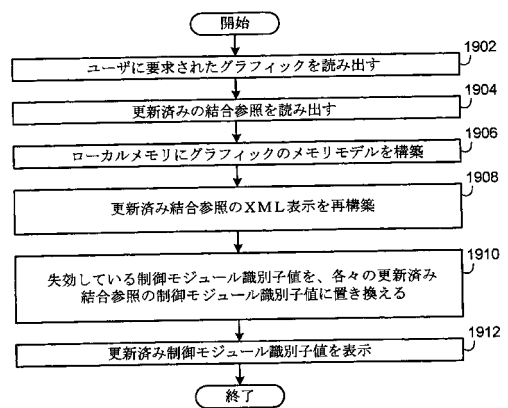 開始
1902
ユーザに要求されたグラフィックを読み出す
1904
更新済みの結合参照を読み出す
1906
ローカルメモリにグラフィックのメモリモデルを構築
1908
更新済み結合参照のXML表示を再構築
1910
失効している制御モジュール識別子値を、各々の更新済み
結合参照の制御モジュール識別子値に置き換える
1912
更新済み制御モジュール識別子値を表示
終了